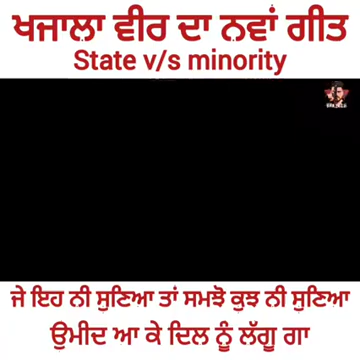 ਖਜਾਲਾ ਵੀਰ ਦਾ ਨਵਾਂ ਗੀਤ
State v/s minority
ਜੇ ਇਹ ਨੀ ਸੁਣਿਆ ਤਾਂ ਸਮਝੋ ਕੁਝ ਨੀ ਸੁਣਿਆ
ਉਮੀਦ ਆ ਕੇ ਦਿਲ ਨੂੰ ਲੱਗੂ ਗਾ